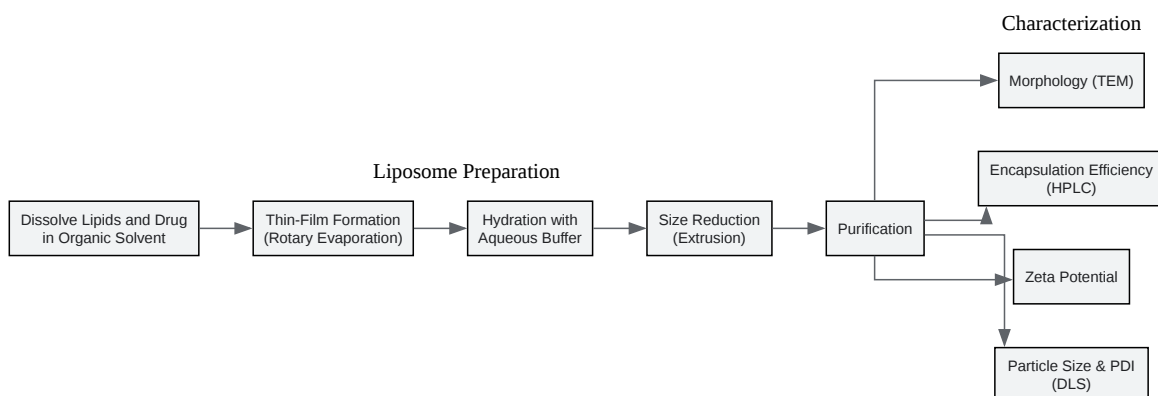 Characterization
Morphology (TEM)
Liposome Preparation
Encapsulation Efficiency
(HPLC)
Dissolve Lipids and Drug
in Organic Solvent
Thin-Film Formation
(Rotary Evaporation)
Hydration with
Aqueous Buffer
Size Reduction
(Extrusion)
Purification
Zeta Potential
Particle Size & PDI
(DLS)